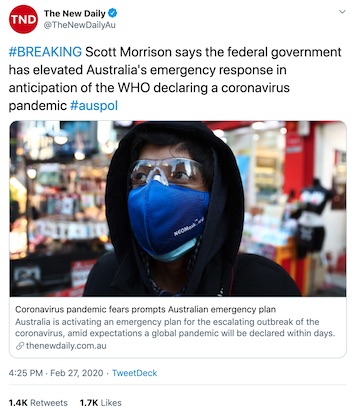 TND
The New Daily
@TheNewDailyAu
#BREAKING Scott Morrison says the federal government
has elevated Australia's emergency response in
anticipation of the WHO declaring a coronavirus
pandemic #auspol
NEOMask
Coronavirus pandemic fears prompts Australian emergency plan
Australia is activating an emergency plan for the escalating outbreak of the
coronavirus, amid expectations a global pandemic will be declared within days.
thenewdaily.com.au
4:25 PM · Feb 27, 2020 · TweetDeck
1.4K Retweets 1.7K Likes